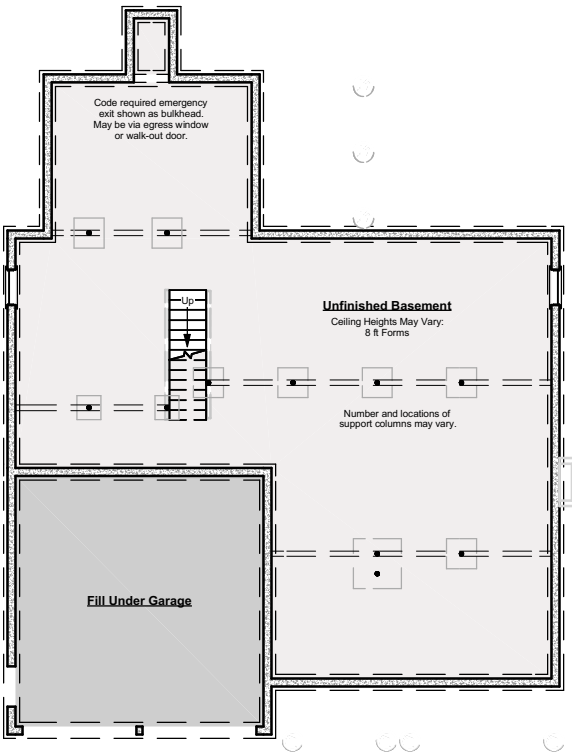 Code required emergency
exit shown as bulkhead.
May be via egress window
or walk-out door.
Up
Unfinished Basement
Ceiling Heights May Vary:
8 ft Forms
Number and locations of
support columns may vary.
Fill Under Garage